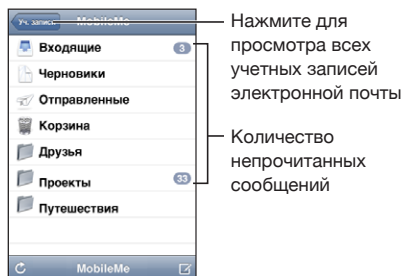 Уч. записи MobileMe
Входящие 3
Черновики
Отправленные
Корзина
Друзья
Проекты 33
Путешествия
MobileMe
Нажмите для
просмотра всех
учетных записей
электронной почты
Количество
непрочитанных
сообщений